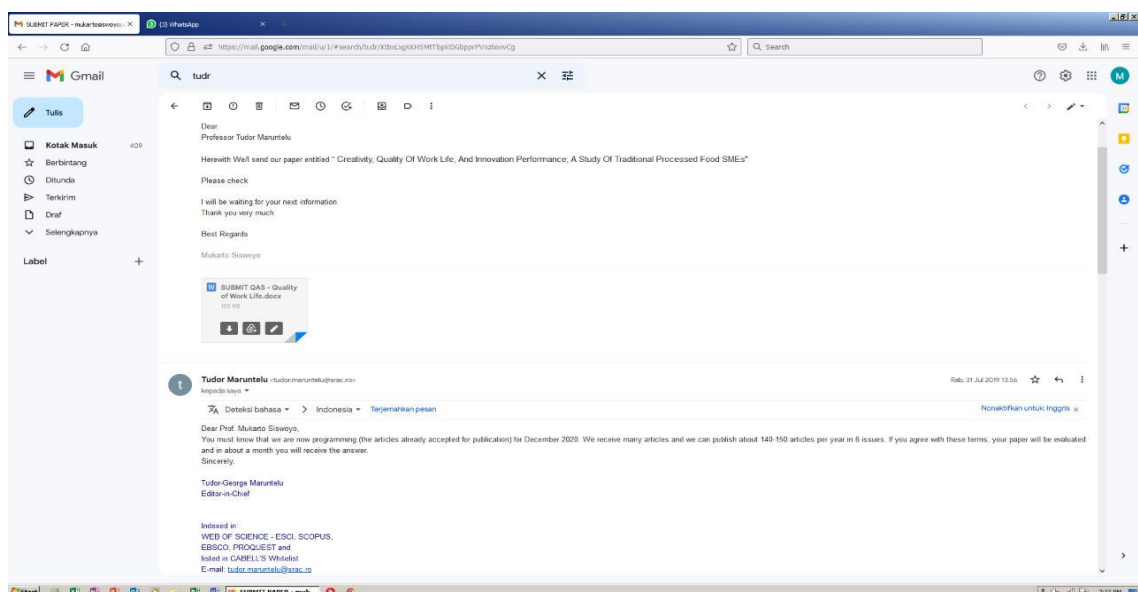 SUBMIT PAPER - mukartosiswoyo...
(3) WhatsApp
Search
Gmail
tudr
M
Tulis
Kotak Masuk 409
Berbintang
Ditunda
Terkirim
Draf
Selengkapnya
Label
Dear
Professor Tudor Maruntelu
Herewith We/I send our paper entitled " Creativity, Quality Of Work Life, And Innovation Performance; A Study Of Traditional Processed Food SMEs"
Please check
I will be waiting for your next information
Thank you very much
Best Regards
Mukarto Siswoyo
SUBMIT QAS - Quality
of Work Life.docx
t
Tudor Maruntelu <tudor.maruntelu@srac.ro>
Rab, 31 Jul 2019 13.56
kepada saya
Deteksi bahasa > Indonesia Terjemahkan pesan
Nonaktifkan untuk: Inggris x
Dear Prof. Mukarto Siswoyo,
You must know that we are now programming (the articles already accepted for publication) for December 2020. We receive many articles and we can publish about 140-150 articles per year in 6 issues. If you agree with these terms, your paper will be evaluated
and in about a month you will receive the answer.
Sincerely,
Tudor-George Maruntelu
Editor-in-Chief
Indexed in:
WEB OF SCIENCE - ESCI, SCOPUS,
EBSCO, PROQUEST and
listed in CABELL'S Whitelist
E-mail: tudor.maruntelu@srac.ro
Start
SUBMIT PAPER - muk...